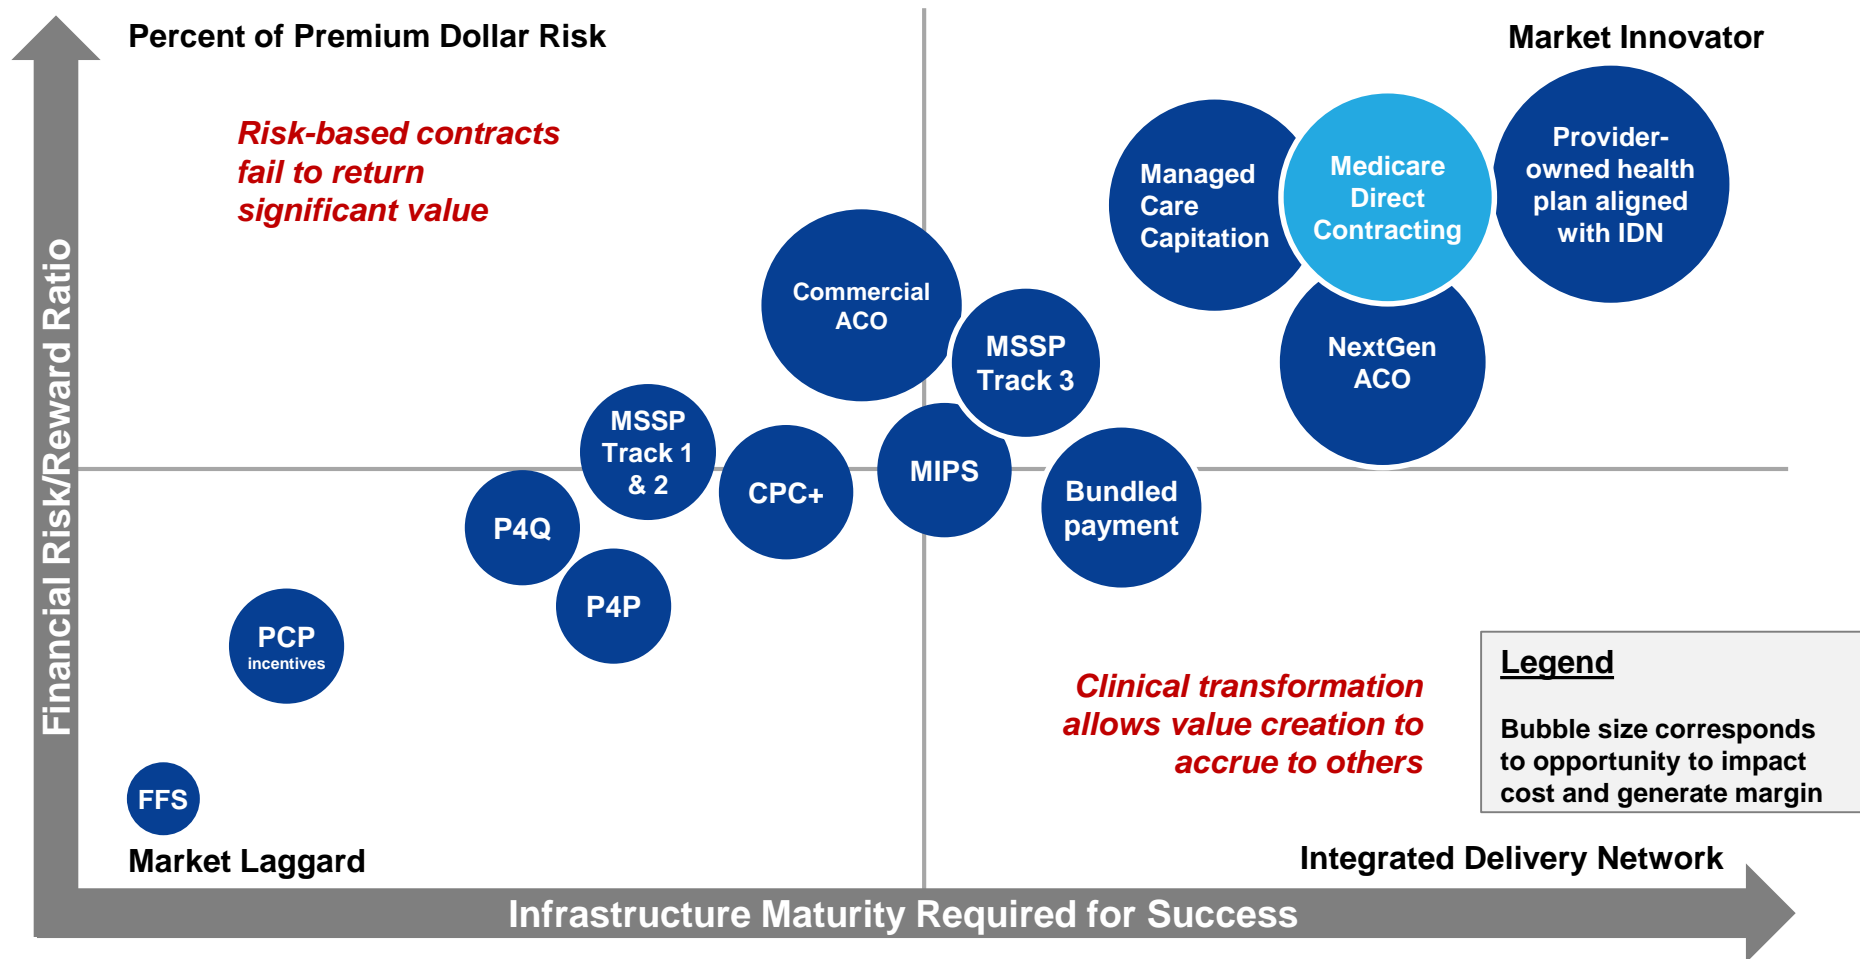 Percent of Premium Dollar Risk
Market Innovator
Risk-based contracts
fail to return
significant value
Managed
Care
Capitation
Medicare
Direct
Contracting
Provider-
owned health
plan aligned
with IDN
Commercial
ACO
MSSP
Track 3
NextGen
ACO
MSSP
Track 1
& 2
CPC+
MIPS
Bundled
payment
P4Q
P4P
PCP
incentives
FFS
Financial Risk/Reward Ratio
Clinical transformation
allows value creation to
accrue to others
Legend
Bubble size corresponds
to opportunity to impact
cost and generate margin
Market Laggard
Integrated Delivery Network
Infrastructure Maturity Required for Success